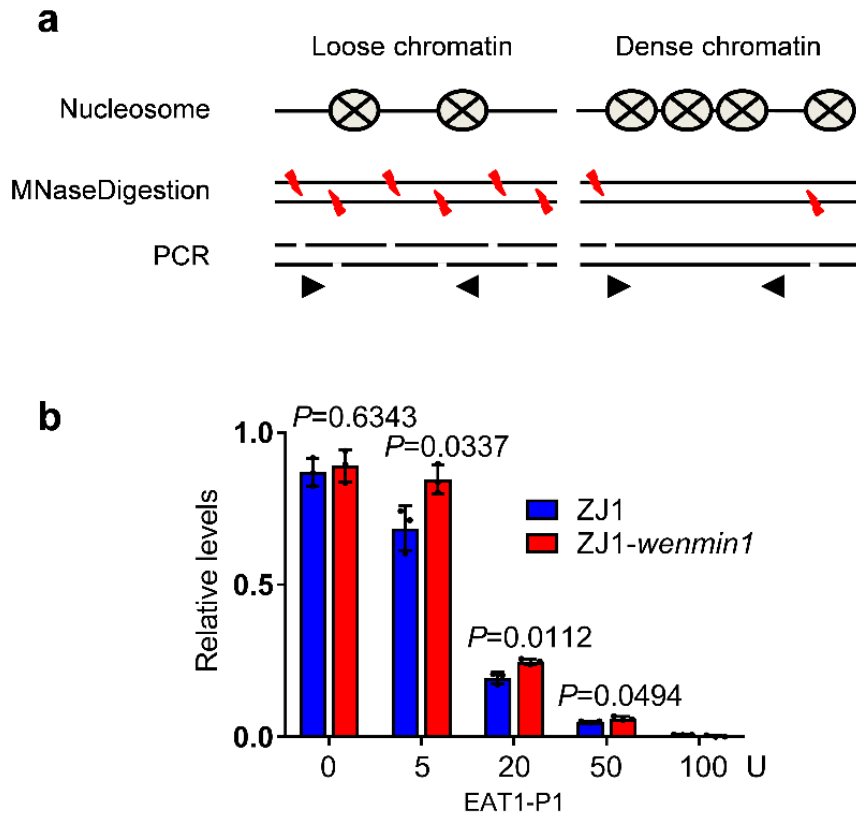 a
Loose chromatin Dense chromatin
Nucleosome
MNaseDigestion
PCR
b
P=0.6343
P=0.0337
P=0.0112
P=0.0494
1.0
0.5
0.0
Relative levels
ZJ1
ZJ1-wenmin1
0 5 20 50 100 U
EAT1-P1